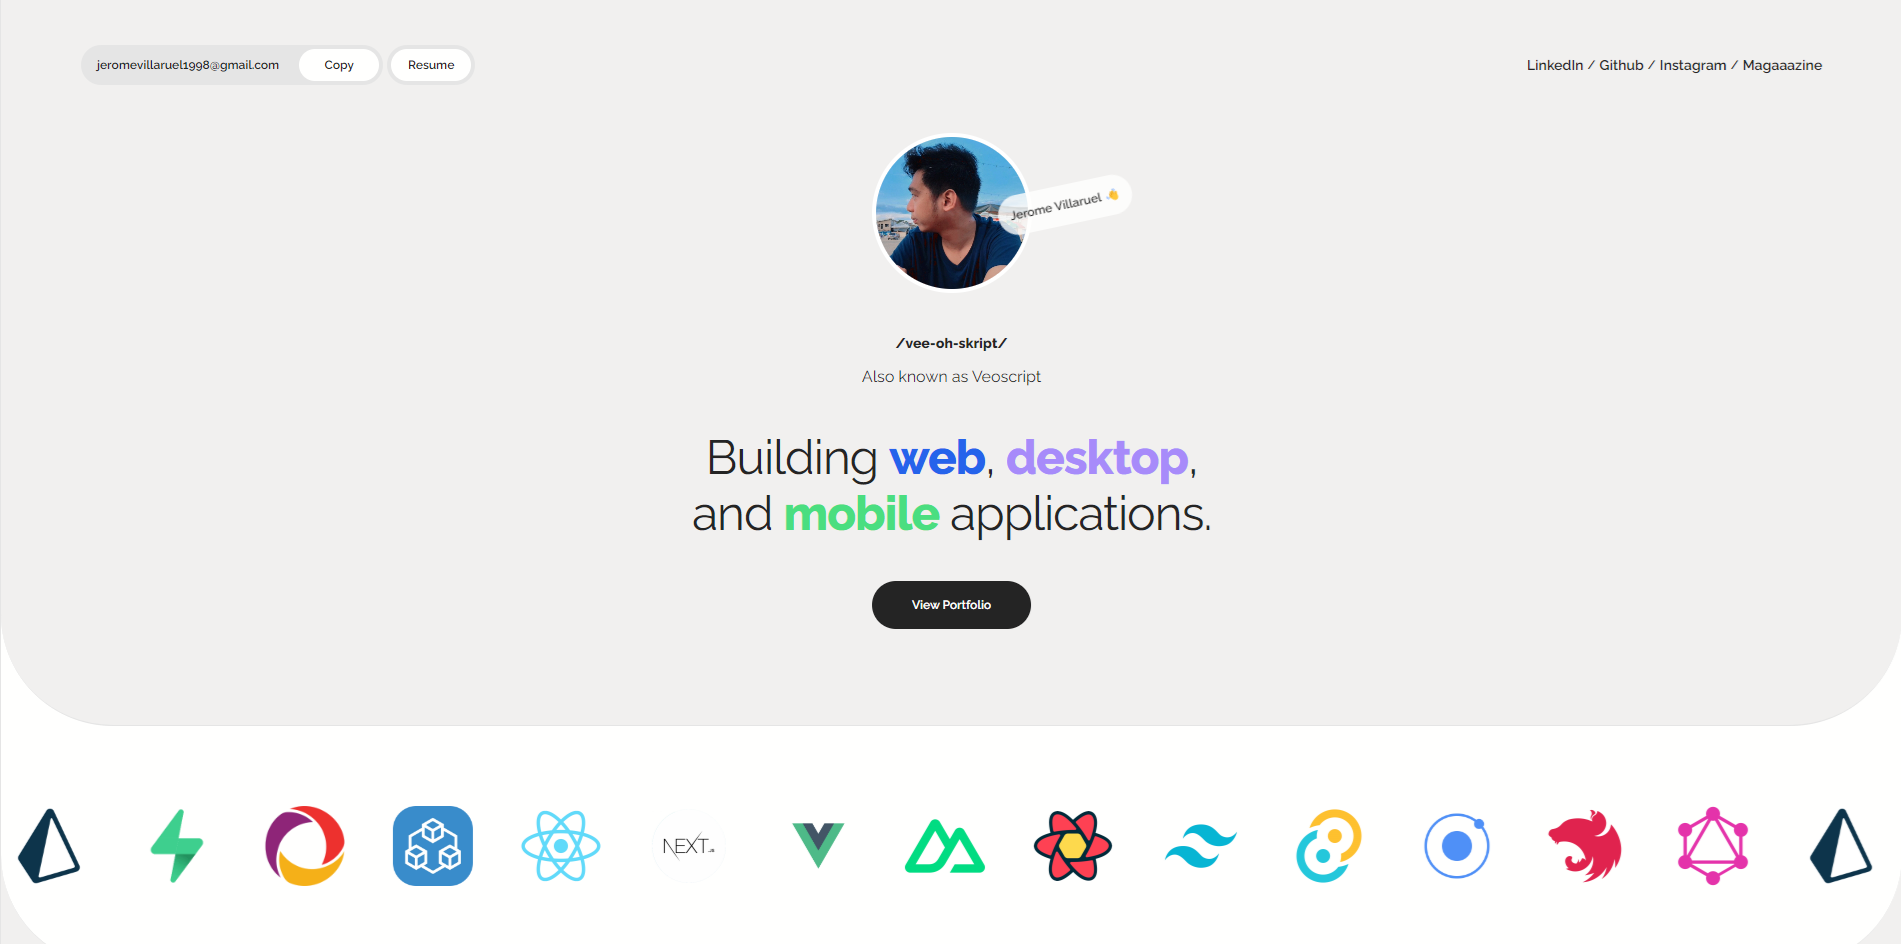 jeromevillaruel1998@gmail.com Copy Resume
LinkedIn / Github / Instagram / Magaaazine
Jerome Villaruel 👋
/vee-oh-skript/
Also known as Veoscript
Building web, desktop,
and mobile applications.
View Portfolio
NEXT.JS